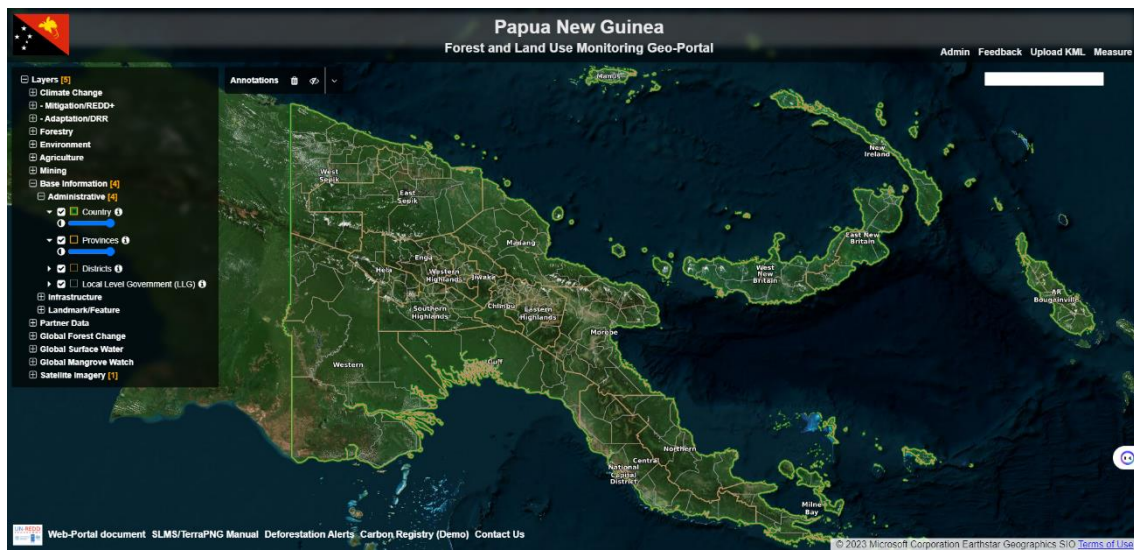 Papua New Guinea
Forest and Land Use Monitoring Geo-Portal
Admin Feedback Upload KML Measure
Layers [5]
Climate Change
- Mitigation/REDD+
- Adaptation/DRR
Forestry
Environment
Agriculture
Mining
Base Information [4]
Administrative [4]
Country
Provinces
Districts
Local Level Government (LLG)
Infrastructure
Landmark/Feature
Partner Data
Global Forest Change
Global Surface Water
Global Mangrove Watch
Satellite Imagery [1]
Annotations
Manus
New
Ireland
West
Sepik
East
Sepik
Madang
East New
Britain
West
New
Britain
AR
Bougainville
Enga
Hela
Western
Highlands
Jiwaka
Southern
Highlands
Chimbu
Eastern
Highlands
Morobe
Western
Gulf
Northern
Central
National
Capital
District
Milne
Bay
UN-REDD
Web-Portal document SLMS/TerraPNG Manual Deforestation Alerts Carbon Registry (Demo) Contact Us
© 2023 Microsoft Corporation Earthstar Geographics SIO Terms of Use